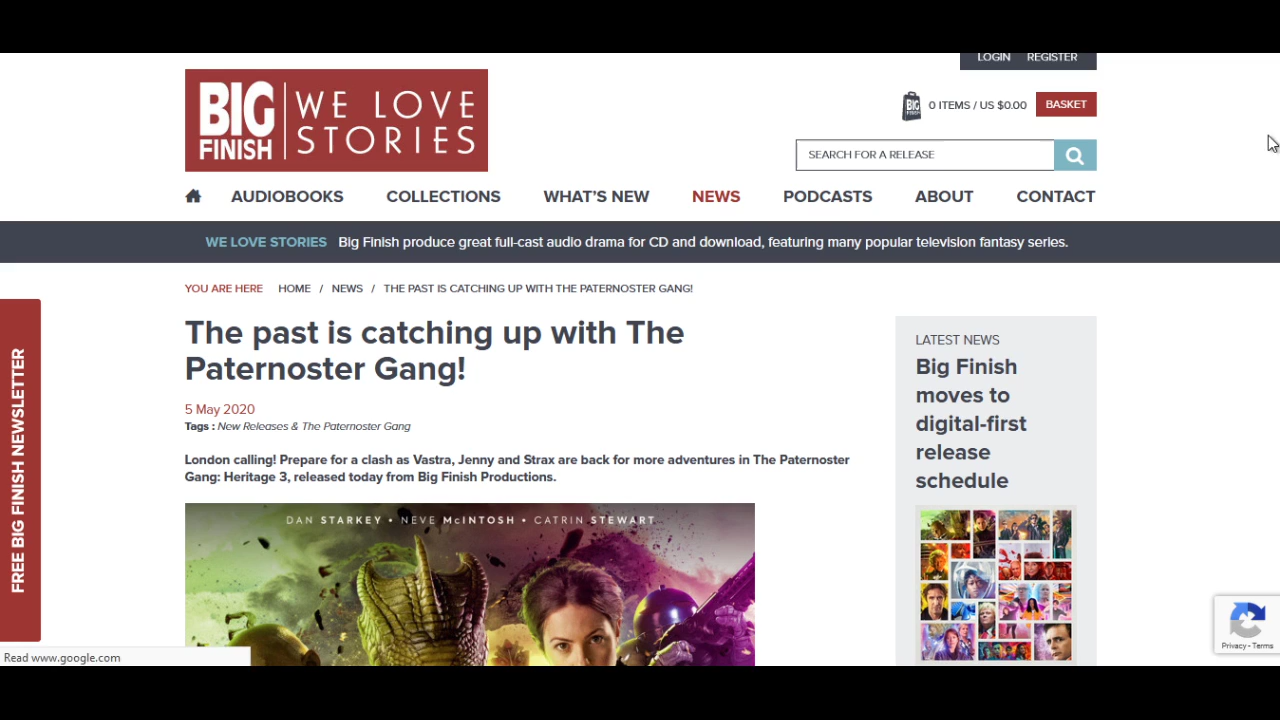 LOGIN REGISTER
BIG FINISH WE LOVE STORIES
BIG FINISH
0 ITEMS / US $0.00 BASKET
SEARCH FOR A RELEASE
AUDIOBOOKS COLLECTIONS WHAT'S NEW NEWS PODCASTS ABOUT CONTACT
WE LOVE STORIES Big Finish produce great full-cast audio drama for CD and download, featuring many popular television fantasy series.
YOU ARE HERE HOME / NEWS / THE PAST IS CATCHING UP WITH THE PATERNOSTER GANG!
The past is catching up with The
Paternoster Gang!
5 May 2020
Tags : New Releases & The Paternoster Gang
London calling! Prepare for a clash as Vastra, Jenny and Strax are back for more adventures in The Paternoster
Gang: Heritage 3, released today from Big Finish Productions.
DAN STARKEY • NEVE McINTOSH • CATRIN STEWART
LATEST NEWS
Big Finish
moves to
digital-first
release
schedule
FREE BIG FINISH NEWSLETTER
Privacy - Terms
Read www.google.com